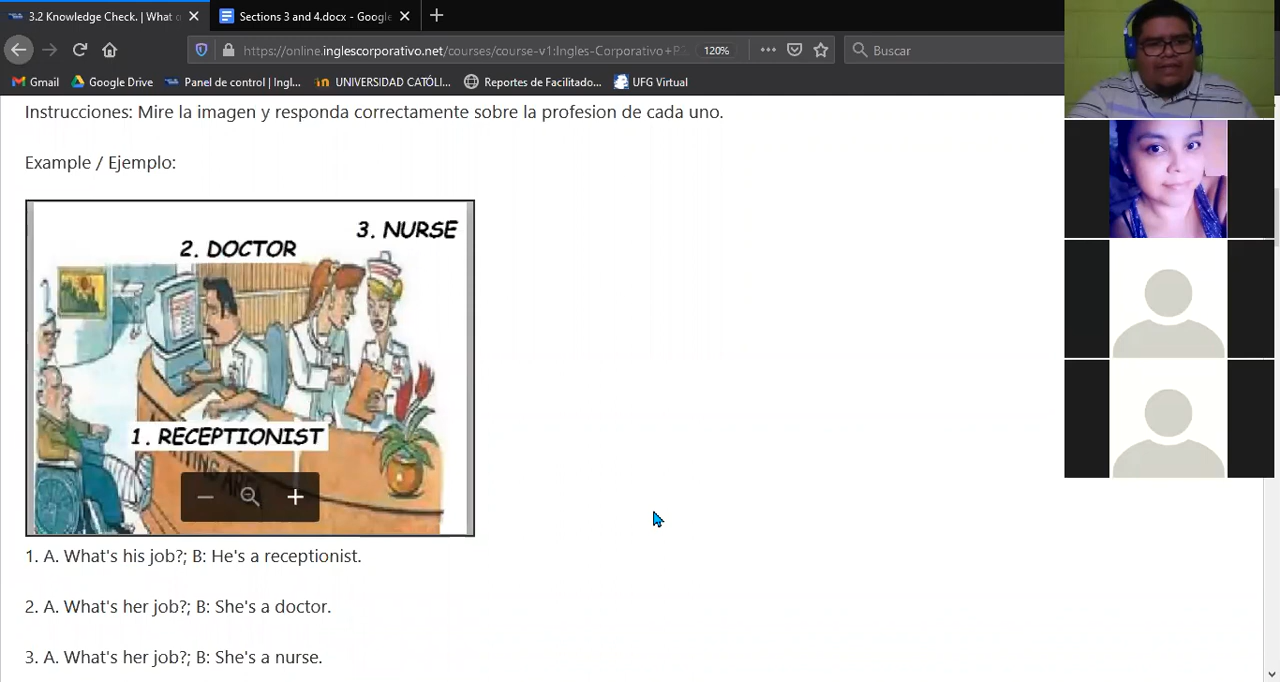 3.2 Knowledge Check. | What
Sections 3 and 4.docx - Google
https://online.inglescorporativo.net/courses/course-v1:Ingles-Corporativo+P
120%
Buscar
Gmail
Google Drive
Panel de control | Ingl...
UNIVERSIDAD CATÓLI...
Reportes de Facilitado...
UFG Virtual
Instrucciones: Mire la imagen y responda correctamente sobre la profesion de cada uno.
Example / Ejemplo:
3. NURSE
2. DOCTOR
1. RECEPTIONIST
1. A. What's his job?; B: He's a receptionist.
2. A. What's her job?; B: She's a doctor.
3. A. What's her job?; B: She's a nurse.